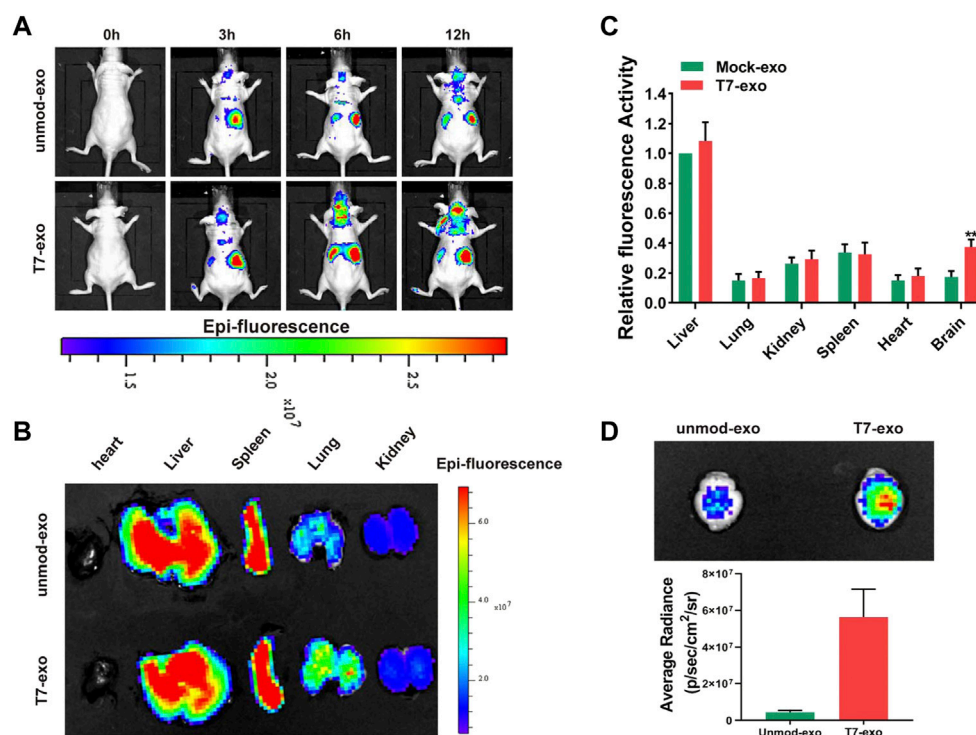 A
0h
3h
6h
12h
unmod-exo
T7-exo
Epi-fluorescence
1.5
2.0
2.5
×10⁷
B
heart
Liver
Spleen
Lung
Kidney
unmod-exo
T7-exo
Epi-fluorescence
6.0
4.0
×10⁷
2.0
C
Mock-exo
T7-exo
Relative fluorescence Activity
1.4
1.2
1.0
0.8
0.6
0.4
0.2
0.0
**
Liver
Lung
Kidney
Spleen
Heart
Brain
D
unmod-exo
T7-exo
Average Radiance
(p/sec/cm²/sr)
8×10⁷
6×10⁷
4×10⁷
2×10⁷
0
Unmod-exo
T7-exo